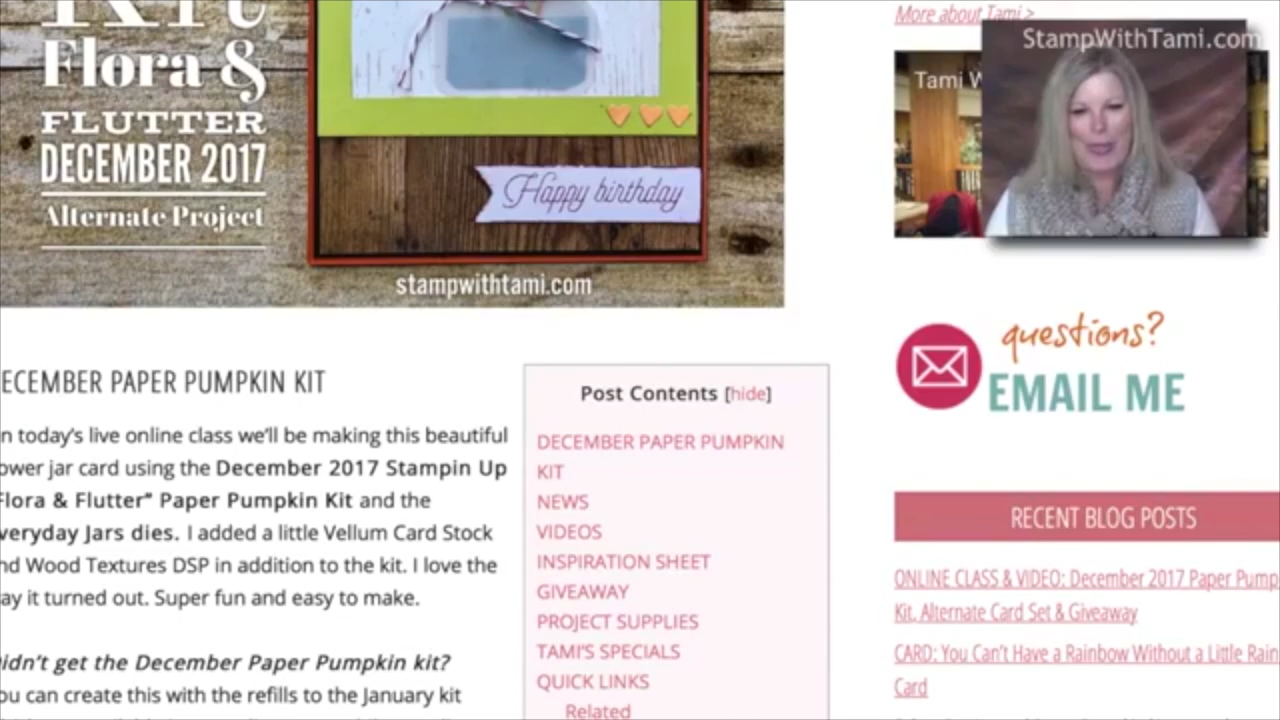 Kit
Flora &
FLUTTER
DECEMBER 2017
Alternate Project
Happy birthday
stampwithtami.com
More about Tami >
StampWithTami.com
Tami W
questions?
EMAIL ME
ECEMBER PAPER PUMPKIN KIT
n today's live online class we'll be making this beautiful
ower jar card using the December 2017 Stampin Up
Flora & Flutter" Paper Pumpkin Kit and the
veryday Jars dies. I added a little Vellum Card Stock
nd Wood Textures DSP in addition to the kit. I love the
ay it turned out. Super fun and easy to make.
idn't get the December Paper Pumpkin kit?
ou can create this with the refills to the January kit
Post Contents [hide]
DECEMBER PAPER PUMPKIN
KIT
NEWS
VIDEOS
INSPIRATION SHEET
GIVEAWAY
PROJECT SUPPLIES
TAMI'S SPECIALS
QUICK LINKS
Related
RECENT BLOG POSTS
ONLINE CLASS & VIDEO: December 2017 Paper Pump
Kit, Alternate Card Set & Giveaway
CARD: You Can't Have a Rainbow Without a Little Rain
Card